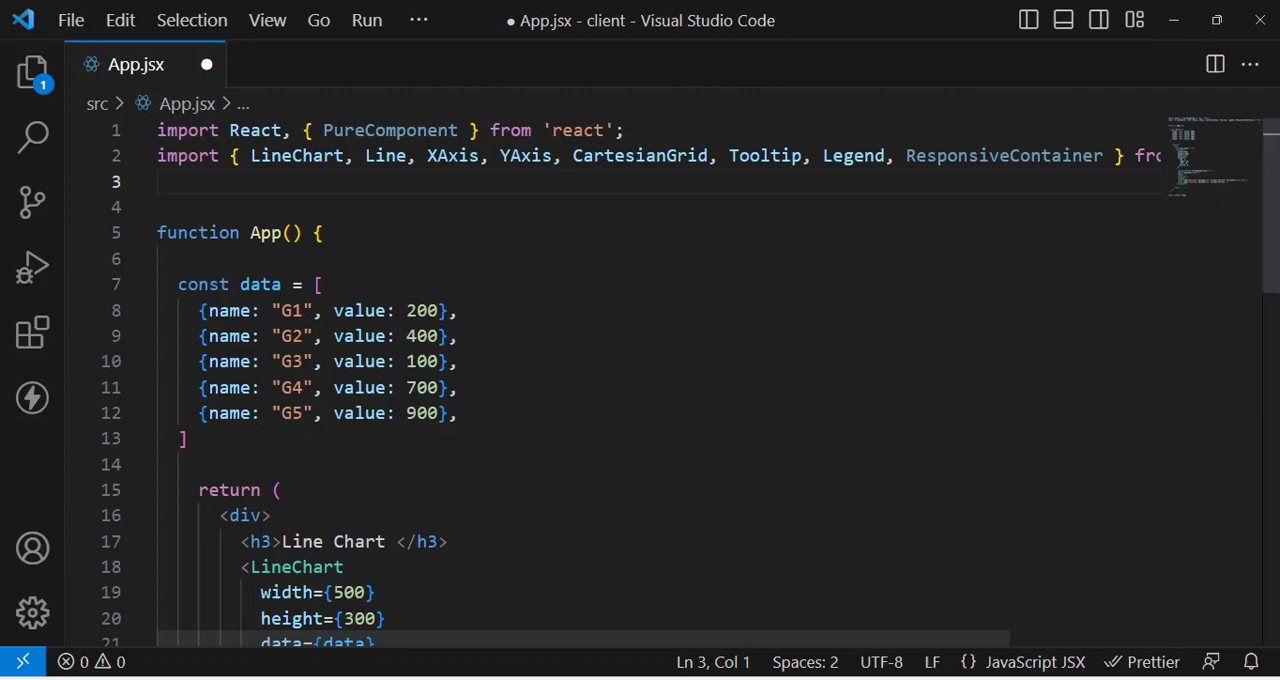 File Edit Selection View Go Run ··· ● App.jsx - client - Visual Studio Code
App.jsx ●
1
src > App.jsx > ...
1 import React, { PureComponent } from 'react';
2 import { LineChart, Line, XAxis, YAxis, CartesianGrid, Tooltip, Legend, ResponsiveContainer } fro
3
4
5 function App() {
6
7 const data = [
8 {name: "G1", value: 200},
9 {name: "G2", value: 400},
10 {name: "G3", value: 100},
11 {name: "G4", value: 700},
12 {name: "G5", value: 900},
13 ]
14
15 return (
16 <div>
17 <h3>Line Chart </h3>
18 <LineChart
19 width={500}
20 height={300}
21 data={data}
0 0 Ln 3, Col 1 Spaces: 2 UTF-8 LF {} JavaScript JSX Prettier